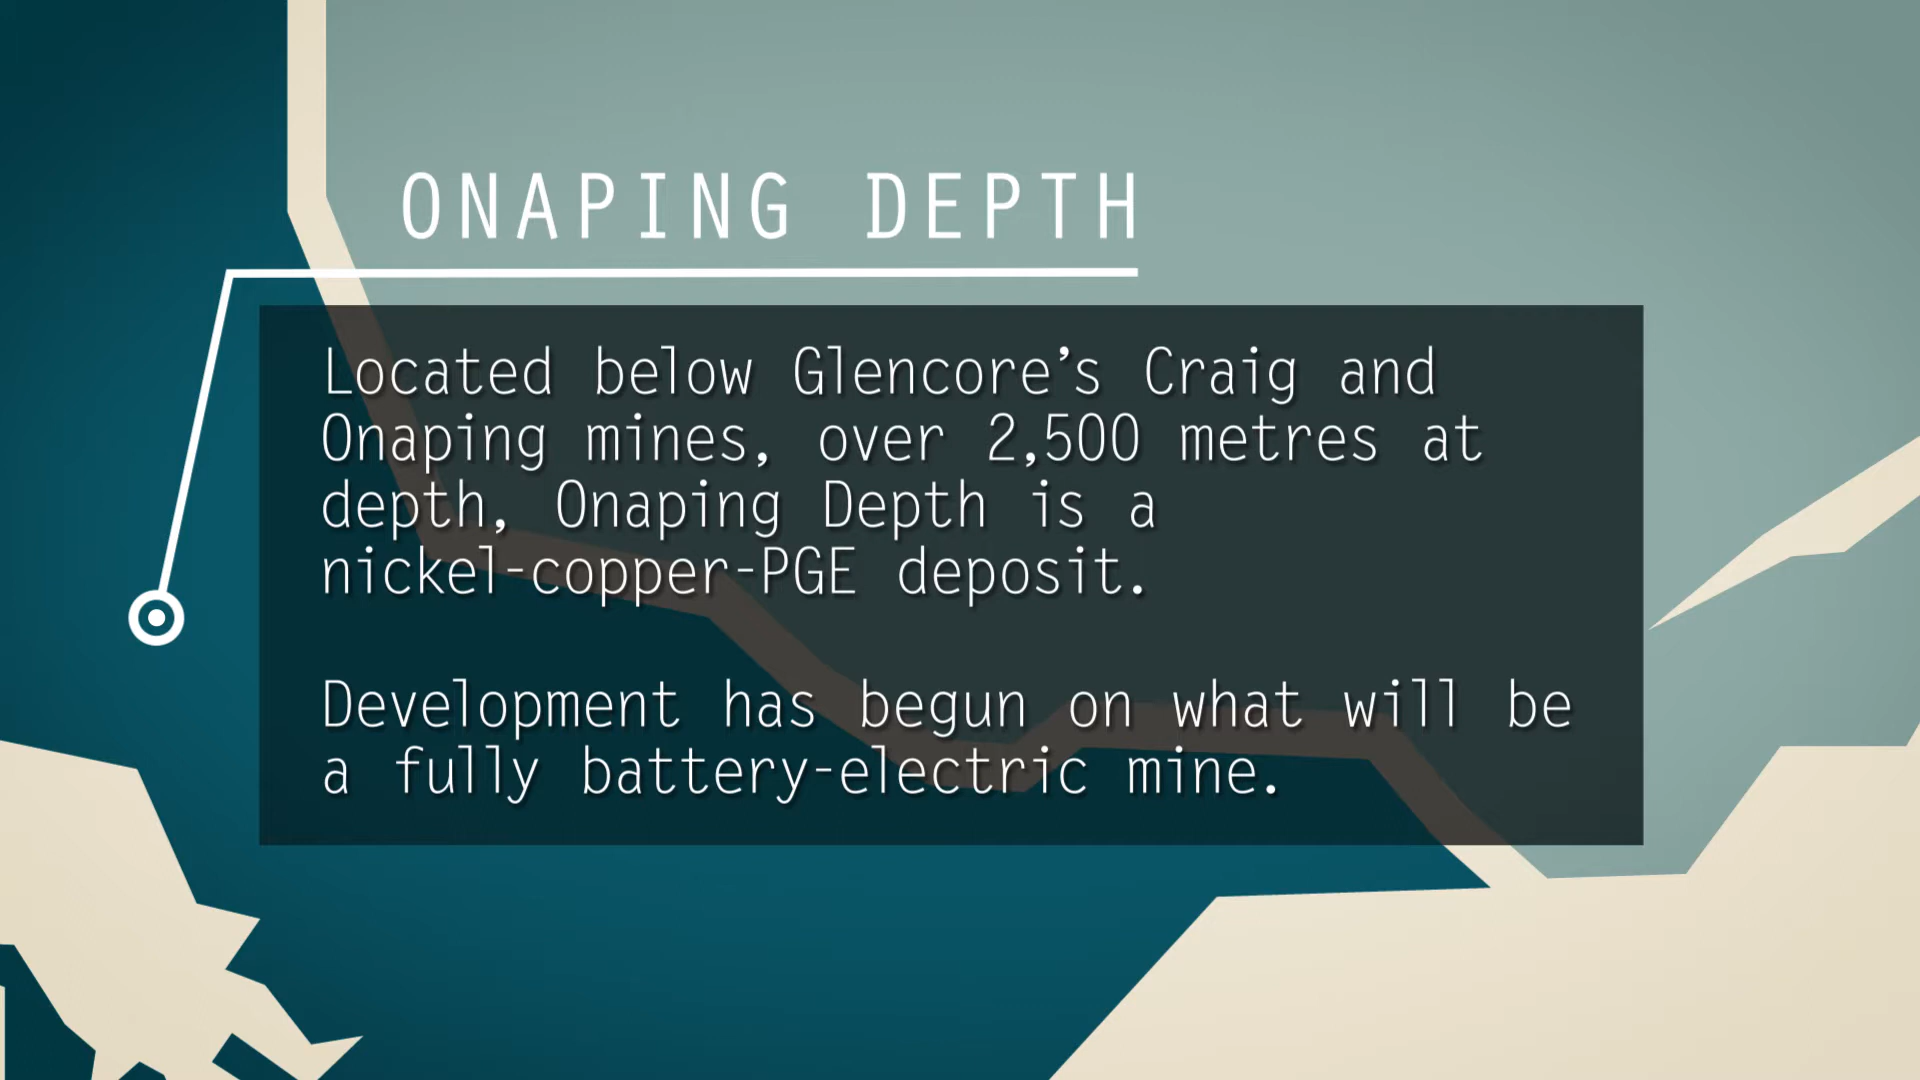 ONAPING DEPTH
Located below Glencore’s Craig and
Onaping mines, over 2,500 metres at
depth, Onaping Depth is a
nickel-copper-PGE deposit.
Development has begun on what will be
a fully battery-electric mine.